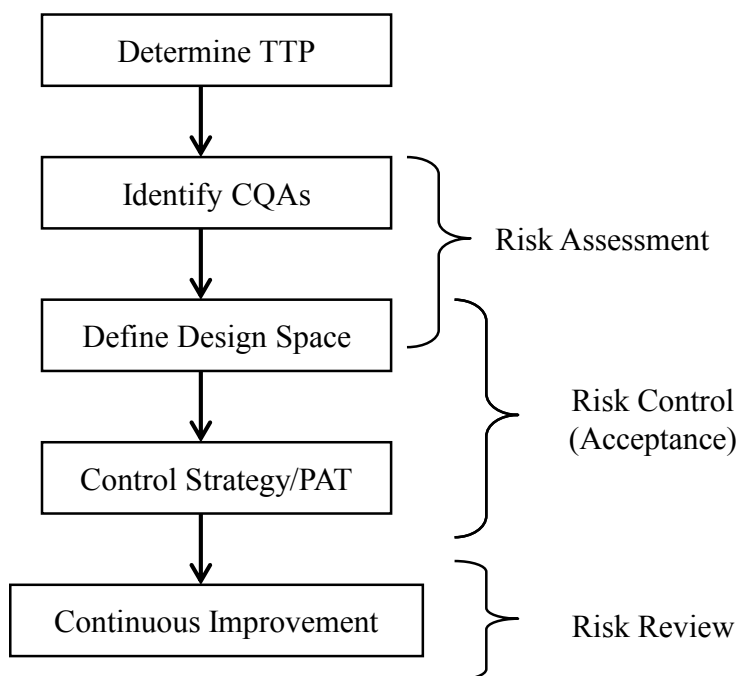 Determine TTP
Identify CQAs
Risk Assessment
Define Design Space
Risk Control
(Acceptance)
Control Strategy/PAT
Continuous Improvement
Risk Review